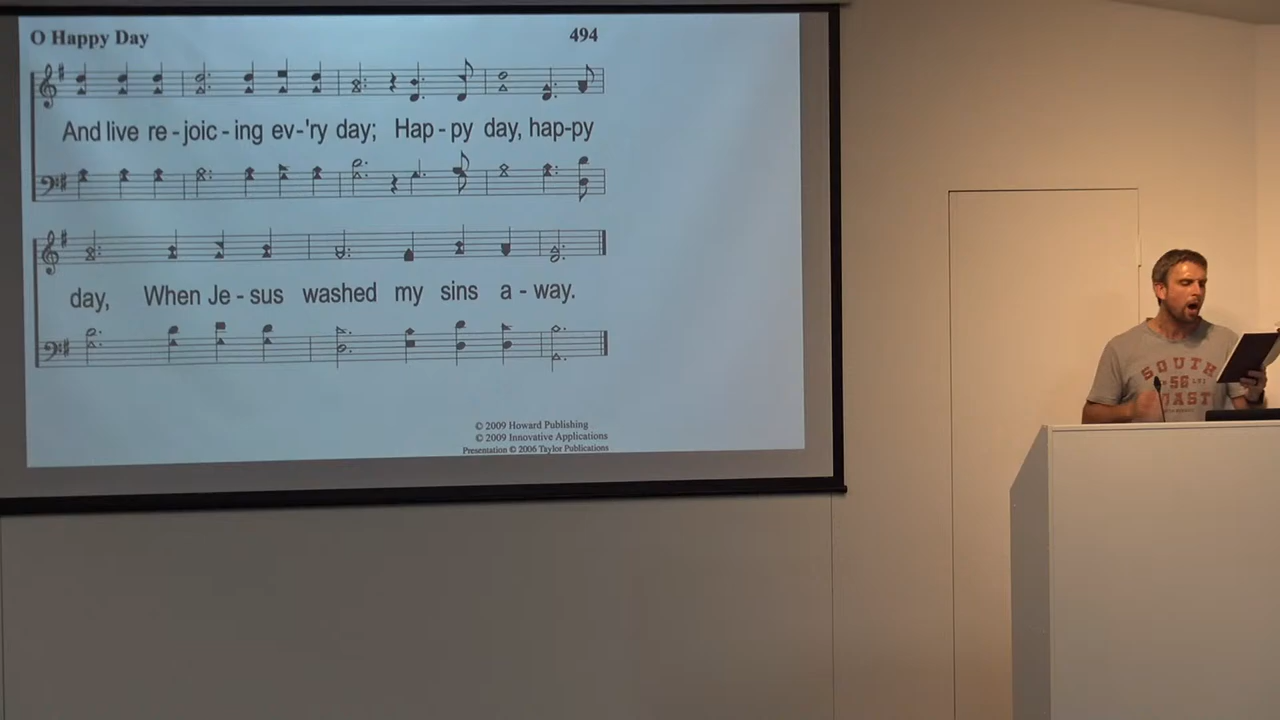 O Happy Day 494
And live re-joic-ing ev-'ry day; Hap-py day, hap-py
day, When Je-sus washed my sins a-way.
© 2009 Howard Publishing
© 2009 Innovative Applications
Presentation © 2006 Taylor Publications
SOUTH
56